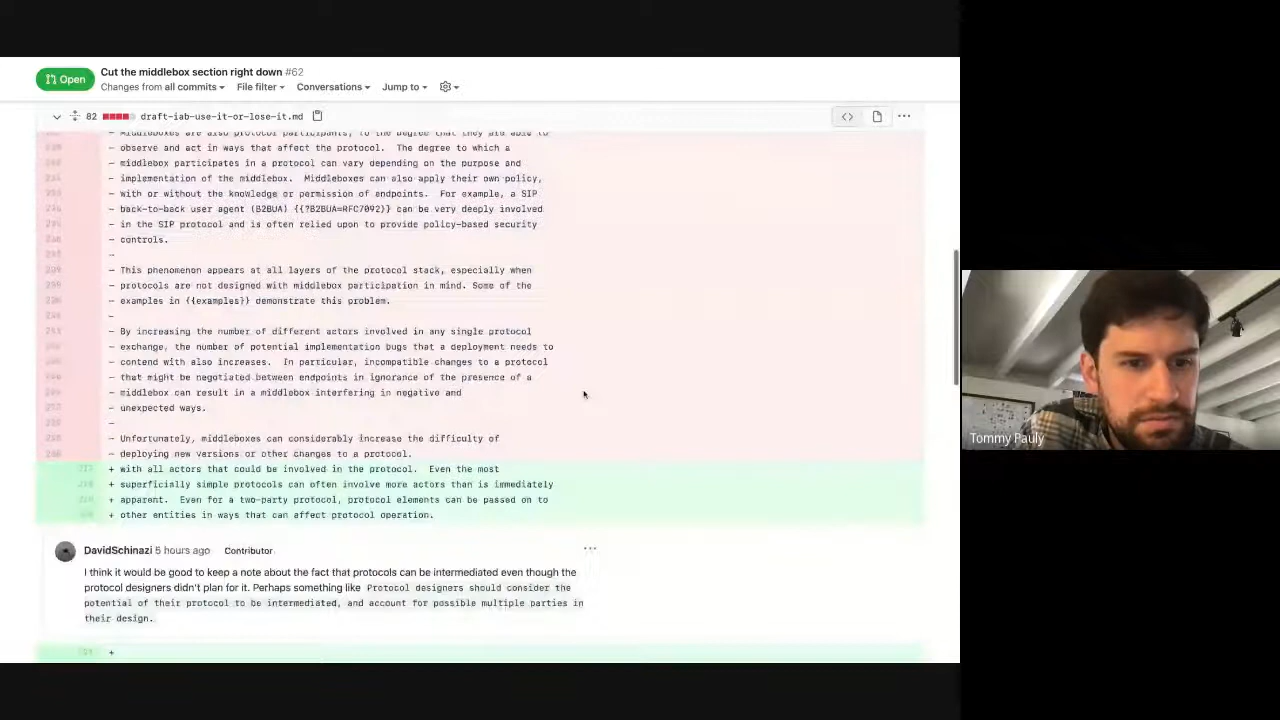 Open
Cut the middlebox section right down #62
Changes from all commits
File filter
Conversations
Jump to
82
draft-iab-use-it-or-lose-it.md
- Middleboxes are also protocol participants, to the degree that they are able to
- observe and act in ways that affect the protocol.  The degree to which a
- middlebox participates in a protocol can vary depending on the purpose and
- implementation of the middlebox.  Middleboxes can also apply their own policy,
- with or without the knowledge or permission of endpoints.  For example, a SIP
- back-to-back user agent (B2BUA) {{?B2BUA=RFC7092}} can be very deeply involved
- in the SIP protocol and is often relied upon to provide policy-based security
- controls.
-
- This phenomenon appears at all layers of the protocol stack, especially when
- protocols are not designed with middlebox participation in mind. Some of the
- examples in {{examples}} demonstrate this problem.
-
- By increasing the number of different actors involved in any single protocol
- exchange, the number of potential implementation bugs that a deployment needs to
- contend with also increases.  In particular, incompatible changes to a protocol
- that might be negotiated between endpoints in ignorance of the presence of a
- middlebox can result in a middlebox interfering in negative and
- unexpected ways.
-
- Unfortunately, middleboxes can considerably increase the difficulty of
- deploying new versions or other changes to a protocol.
+ with all actors that could be involved in the protocol.  Even the most
+ superficially simple protocols can often involve more actors than is immediately
+ apparent.  Even for a two-party protocol, protocol elements can be passed on to
+ other entities in ways that can affect protocol operation.
DavidSchinazi 5 hours ago Contributor
I think it would be good to keep a note about the fact that protocols can be intermediated even though the
protocol designers didn't plan for it. Perhaps something like Protocol designers should consider the
potential of their protocol to be intermediated, and account for possible multiple parties in
their design.
+
Tommy Pauly